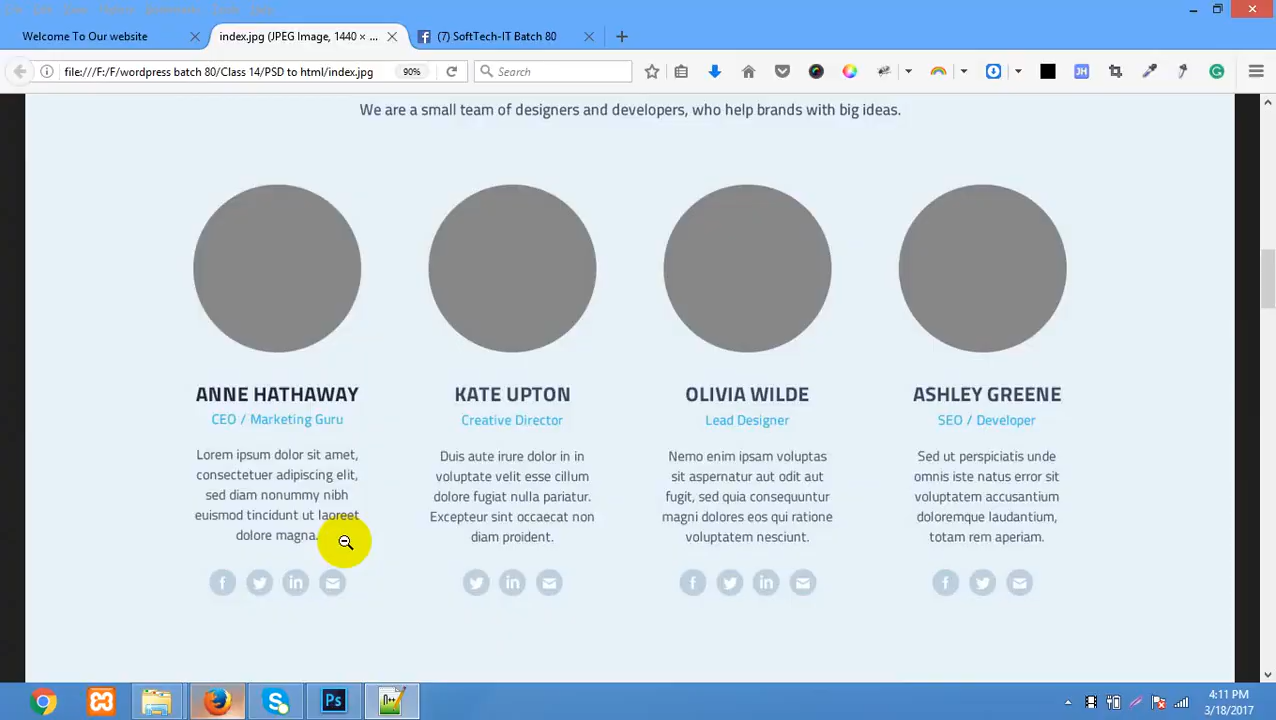 Welcome To Our website
index.jpg (JPEG Image, 1440 × ...
(7) SoftTech-IT Batch 80
file:///F:/F/wordpress batch 80/Class 14/PSD to html/index.jpg
90%
Search
JH
We are a small team of designers and developers, who help brands with big ideas.
ANNE HATHAWAY
CEO / Marketing Guru
Lorem ipsum dolor sit amet,
consectetuer adipiscing elit,
sed diam nonummy nibh
euismod tincidunt ut laoreet
dolore magna.
KATE UPTON
Creative Director
Duis aute irure dolor in in
voluptate velit esse cillum
dolore fugiat nulla pariatur.
Excepteur sint occaecat non
diam proident.
OLIVIA WILDE
Lead Designer
Nemo enim ipsam voluptas
sit aspernatur aut odit aut
fugit, sed quia consequuntur
magni dolores eos qui ratione
voluptatem nesciunt.
ASHLEY GREENE
SEO / Developer
Sed ut perspiciatis unde
omnis iste natus error sit
voluptatem accusantium
doloremque laudantium,
totam rem aperiam.
Ps
4:11 PM
3/18/2017